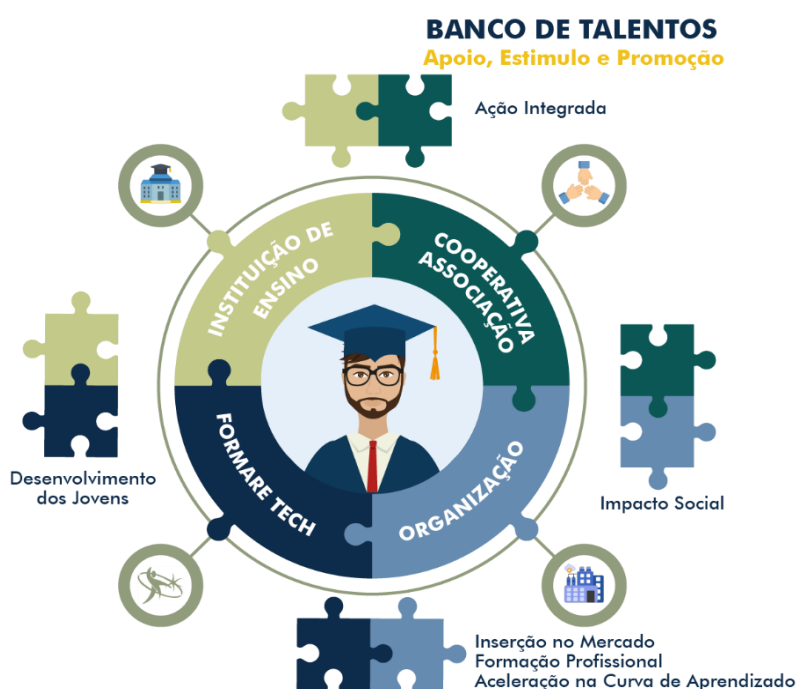 BANCO DE TALENTOS
Apoio, Estimulo e Promoção
Ação Integrada
INSTITUIÇÃO DE
ENSINO
COOPERATIVA
ASSOCIAÇÃO
FORMARE TECH
ORGANIZAÇÃO
Desenvolvimento
dos Jovens
Impacto Social
Inserção no Mercado
Formação Profissional
Aceleração na Curva de Aprendizado